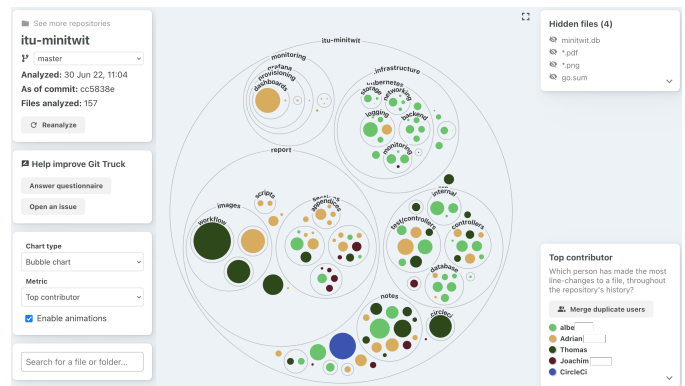 See more repositories
itu-minitwit
master
Analyzed: 30 Jun 22, 11:04
As of commit: cc5838e
Files analyzed: 157
Reanalyze
Help improve Git Truck
Answer questionnaire
Open an issue
Chart type
Bubble chart
Metric
Top contributor
Enable animations
Search for a file or folder...
itu-minitwit
monitoring
grafana
provisioning
dashboards
infrastructure
kubernetes
storage
networking
logging
backend
monitoring
report
images
workflow
scripts
appendices
internal
test/controllers
controllers
database
notes
circleci
Hidden files (4)
minitwit.db
*.pdf
*.png
go.sum
Top contributor
Which person has made the most
line-changes to a file, throughout
the repository's history?
Merge duplicate users
albe
Adrian
Thomas
Joachim
CircleCi